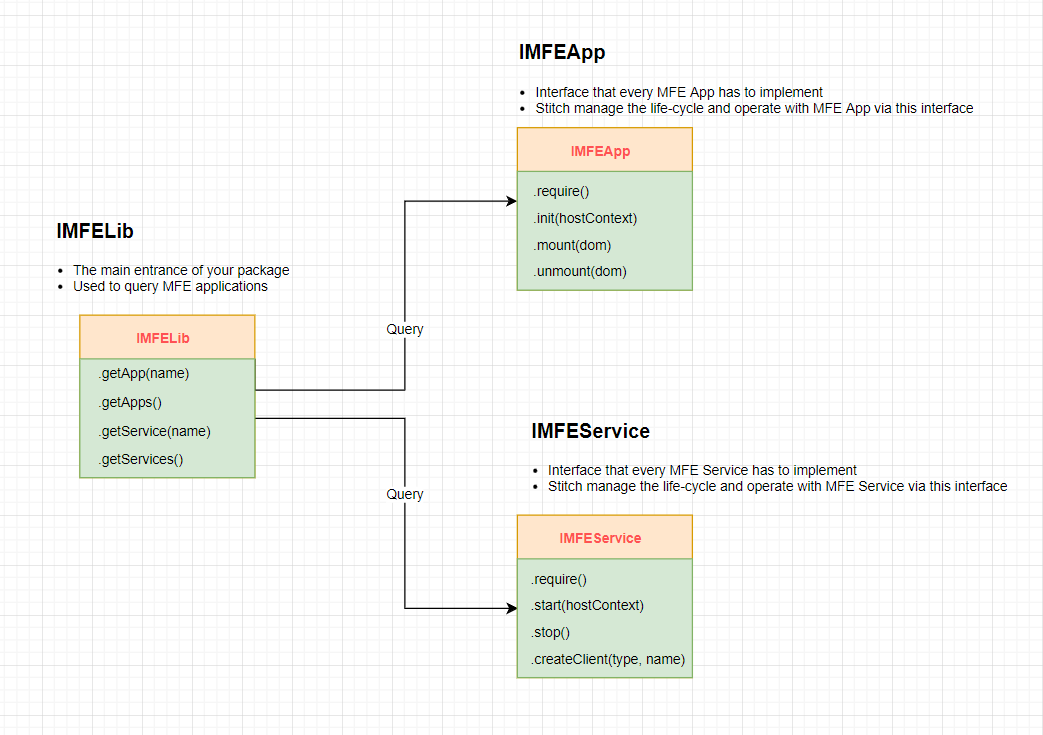 IMFEApp
• Interface that every MFE App has to implement
• Stitch manage the life-cycle and operate with MFE App via this interface
IMFEApp
.require()
.init(hostContext)
.mount(dom)
.unmount(dom)
IMFELib
• The main entrance of your package
• Used to query MFE applications
IMFELib
.getApp(name)
.getApps()
.getService(name)
.getServices()
Query
Query
IMFEService
• Interface that every MFE Service has to implement
• Stitch manage the life-cycle and operate with MFE Service via this interface
IMFEService
.require()
.start(hostContext)
.stop()
.createClient(type, name)